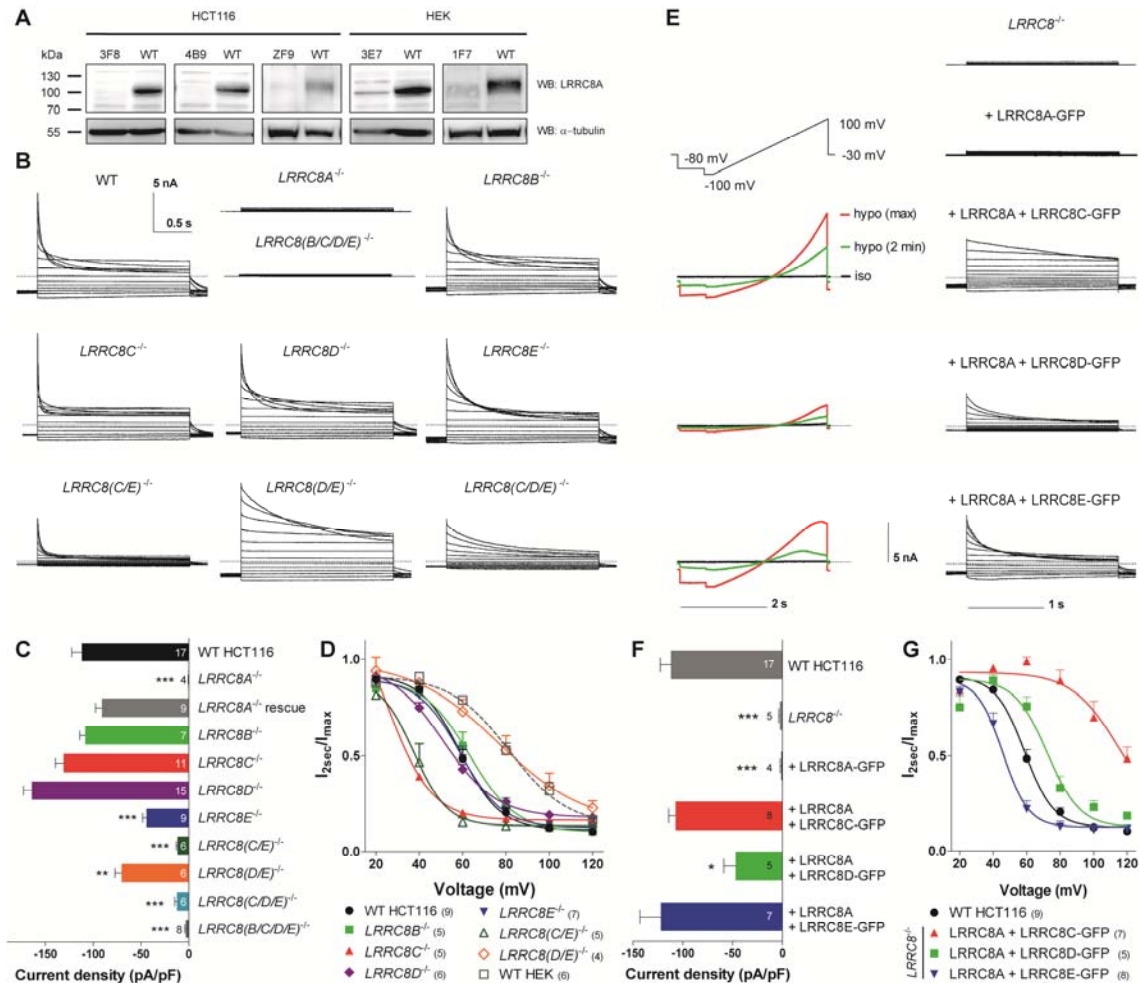 A
HCT116
HEK
3F8 WT 4B9 WT ZF9 WT 3E7 WT 1F7 WT
kDa
130
100
70
55
WB: LRRC8A
WB: α-tubulin
B
WT
5 nA
0.5 s
LRRC8A-/-
LRRC8(B/C/D/E)-/-
LRRC8B-/-
LRRC8C-/-
LRRC8D-/-
LRRC8E-/-
LRRC8(C/E)-/-
LRRC8(D/E)-/-
LRRC8(C/D/E)-/-
E
LRRC8-/-
+ LRRC8A-GFP
100 mV
-80 mV
-30 mV
-100 mV
hypo (max)
hypo (2 min)
iso
+ LRRC8A + LRRC8C-GFP
+ LRRC8A + LRRC8D-GFP
+ LRRC8A + LRRC8E-GFP
5 nA
2 s
1 s
C
17 WT HCT116
*** 4 LRRC8A-/-
9 LRRC8A-/- rescue
7 LRRC8B-/-
11 LRRC8C-/-
15 LRRC8D-/-
*** 9 LRRC8E-/-
*** 6 LRRC8(C/E)-/-
** 6 LRRC8(D/E)-/-
*** 6 LRRC8(C/D/E)-/-
*** 8 LRRC8(B/C/D/E)-/-
-150 -100 -50 0
Current density (pA/pF)
D
I2sec/Imax
1.0
0.5
0.0
20 40 60 80 100 120
Voltage (mV)
WT HCT116 (9)
LRRC8B-/- (5)
LRRC8C-/- (5)
LRRC8D-/- (6)
LRRC8E-/- (7)
LRRC8(C/E)-/- (5)
LRRC8(D/E)-/- (4)
WT HEK (6)
F
17 WT HCT116
*** 5 LRRC8-/-
*** 4 + LRRC8A-GFP
8 + LRRC8A
+ LRRC8C-GFP
* 5 + LRRC8A
+ LRRC8D-GFP
7 + LRRC8A
+ LRRC8E-GFP
-150 -100 -50 0
Current density (pA/pF)
G
I2sec/Imax
1.0
0.5
0.0
20 40 60 80 100 120
Voltage (mV)
WT HCT116 (9)
LRRC8-/-
LRRC8A + LRRC8C-GFP (7)
LRRC8A + LRRC8D-GFP (5)
LRRC8A + LRRC8E-GFP (8)